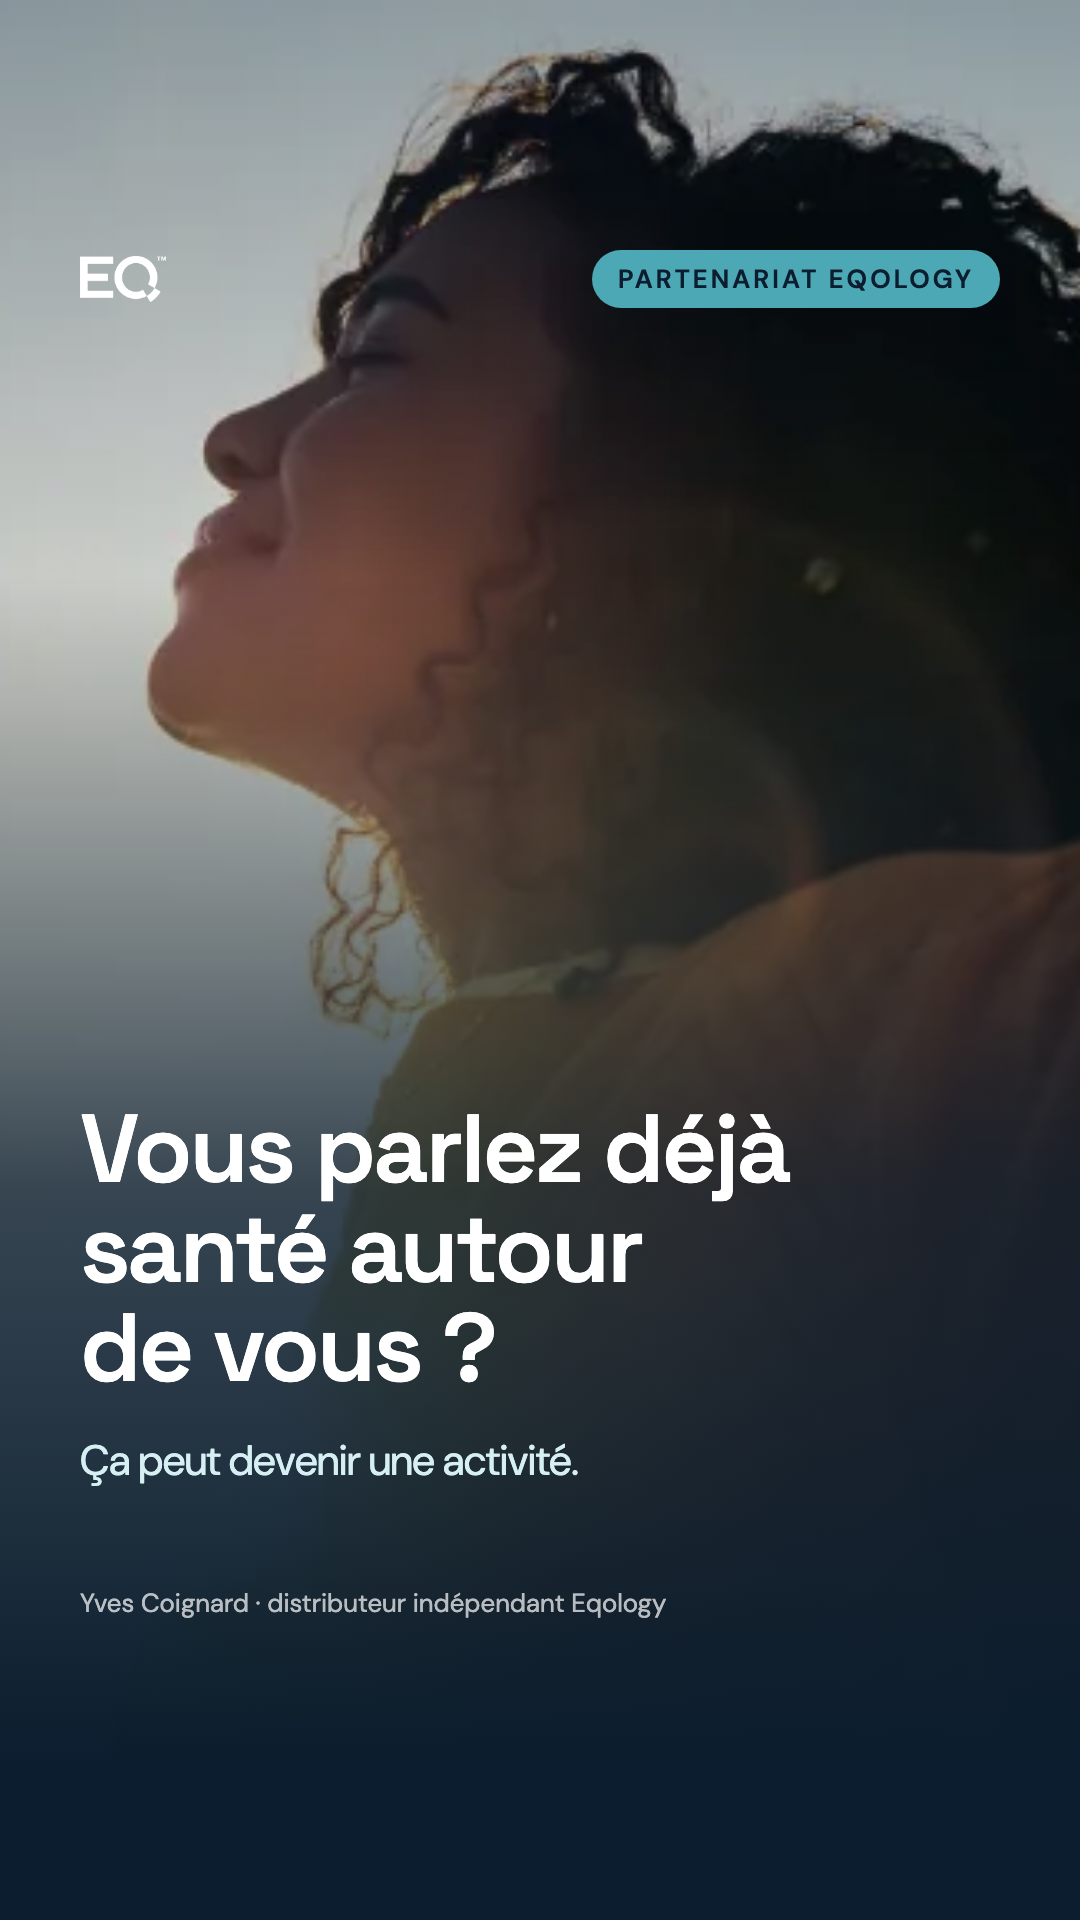 EQ™
PARTENARIAT EQOLOGY
Vous parlez déjà
santé autour
de vous ?
Ça peut devenir une activité.
Yves Coignard · distributeur indépendant Eqology